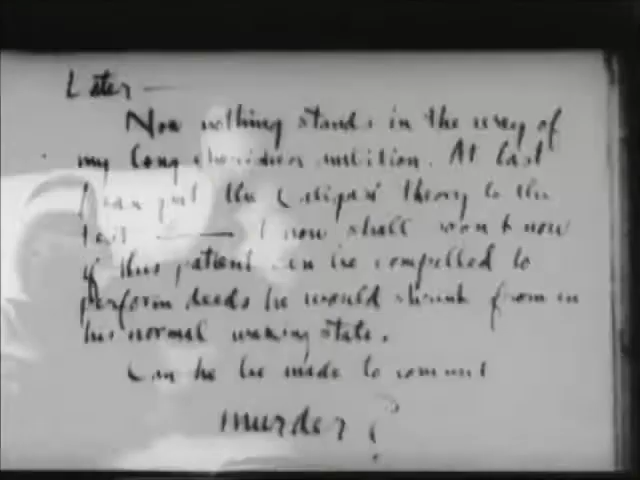 Later —
Now nothing stands in the way of
my long cherished ambition. At last
I can put the Caligari theory to the
test — I now shall soon know
if this patient can be compelled to
perform deeds he would shrink from in
his normal waking state.
Can he be made to commit
murder?